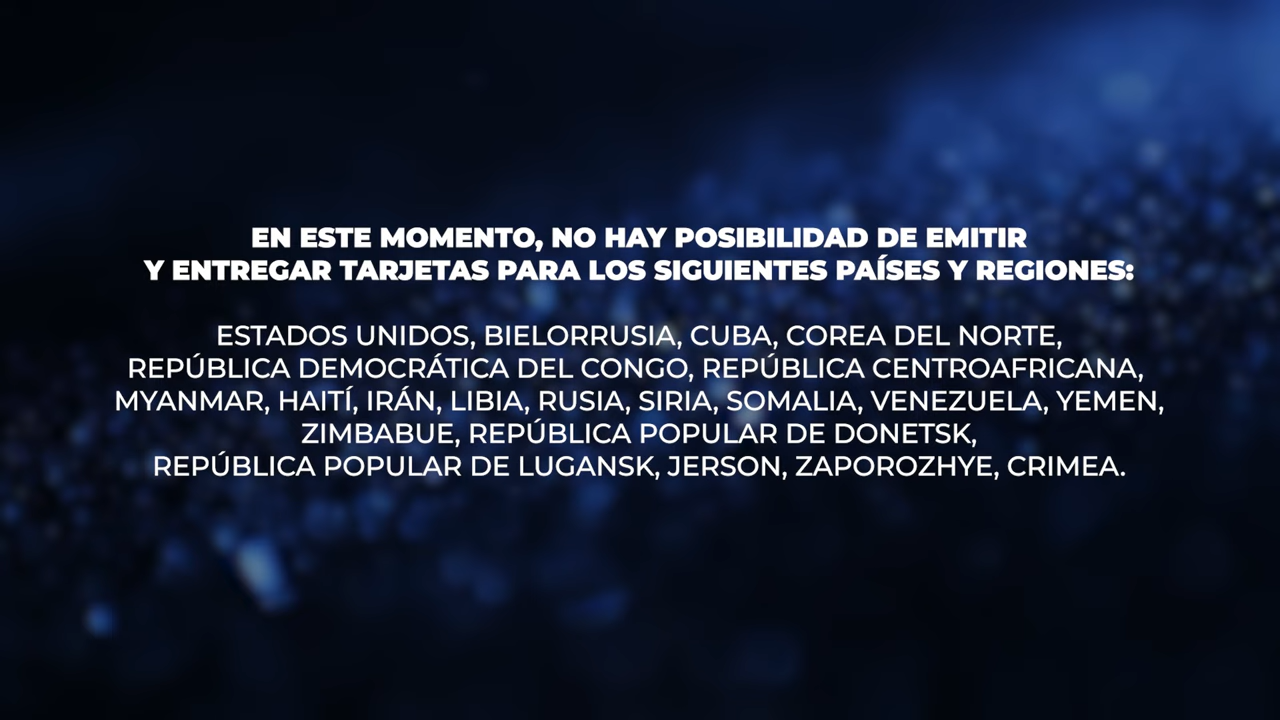 EN ESTE MOMENTO, NO HAY POSIBILIDAD DE EMITIR
Y ENTREGAR TARJETAS PARA LOS SIGUIENTES PAÍSES Y REGIONES:
ESTADOS UNIDOS, BIELORRUSIA, CUBA, COREA DEL NORTE,
REPÚBLICA DEMOCRÁTICA DEL CONGO, REPÚBLICA CENTROAFRICANA,
MYANMAR, HAITÍ, IRÁN, LIBIA, RUSIA, SIRIA, SOMALIA, VENEZUELA, YEMEN,
ZIMBABUE, REPÚBLICA POPULAR DE DONETSK,
REPÚBLICA POPULAR DE LUGANSK, JERSON, ZAPOROZHYE, CRIMEA.